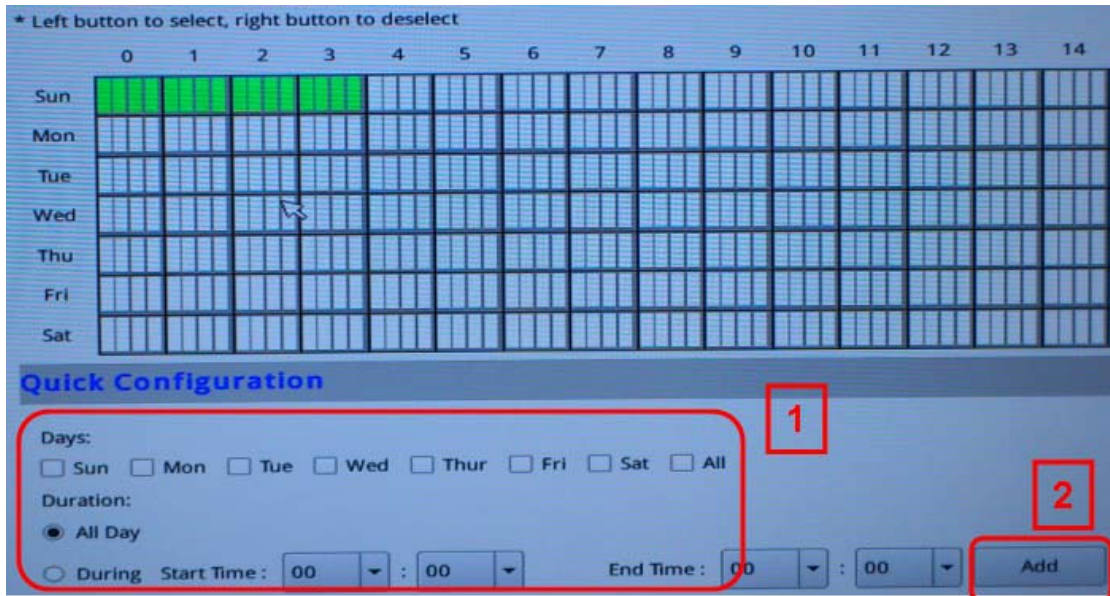 * Left button to select, right button to deselect
0 1 2 3 4 5 6 7 8 9 10 11 12 13 14
Sun
Mon
Tue
Wed
Thu
Fri
Sat
Quick Configuration
1
Days:
Sun Mon Tue Wed Thur Fri Sat All
2
Duration:
All Day
During Start Time : 00 : 00 End Time : 00 : 00 Add